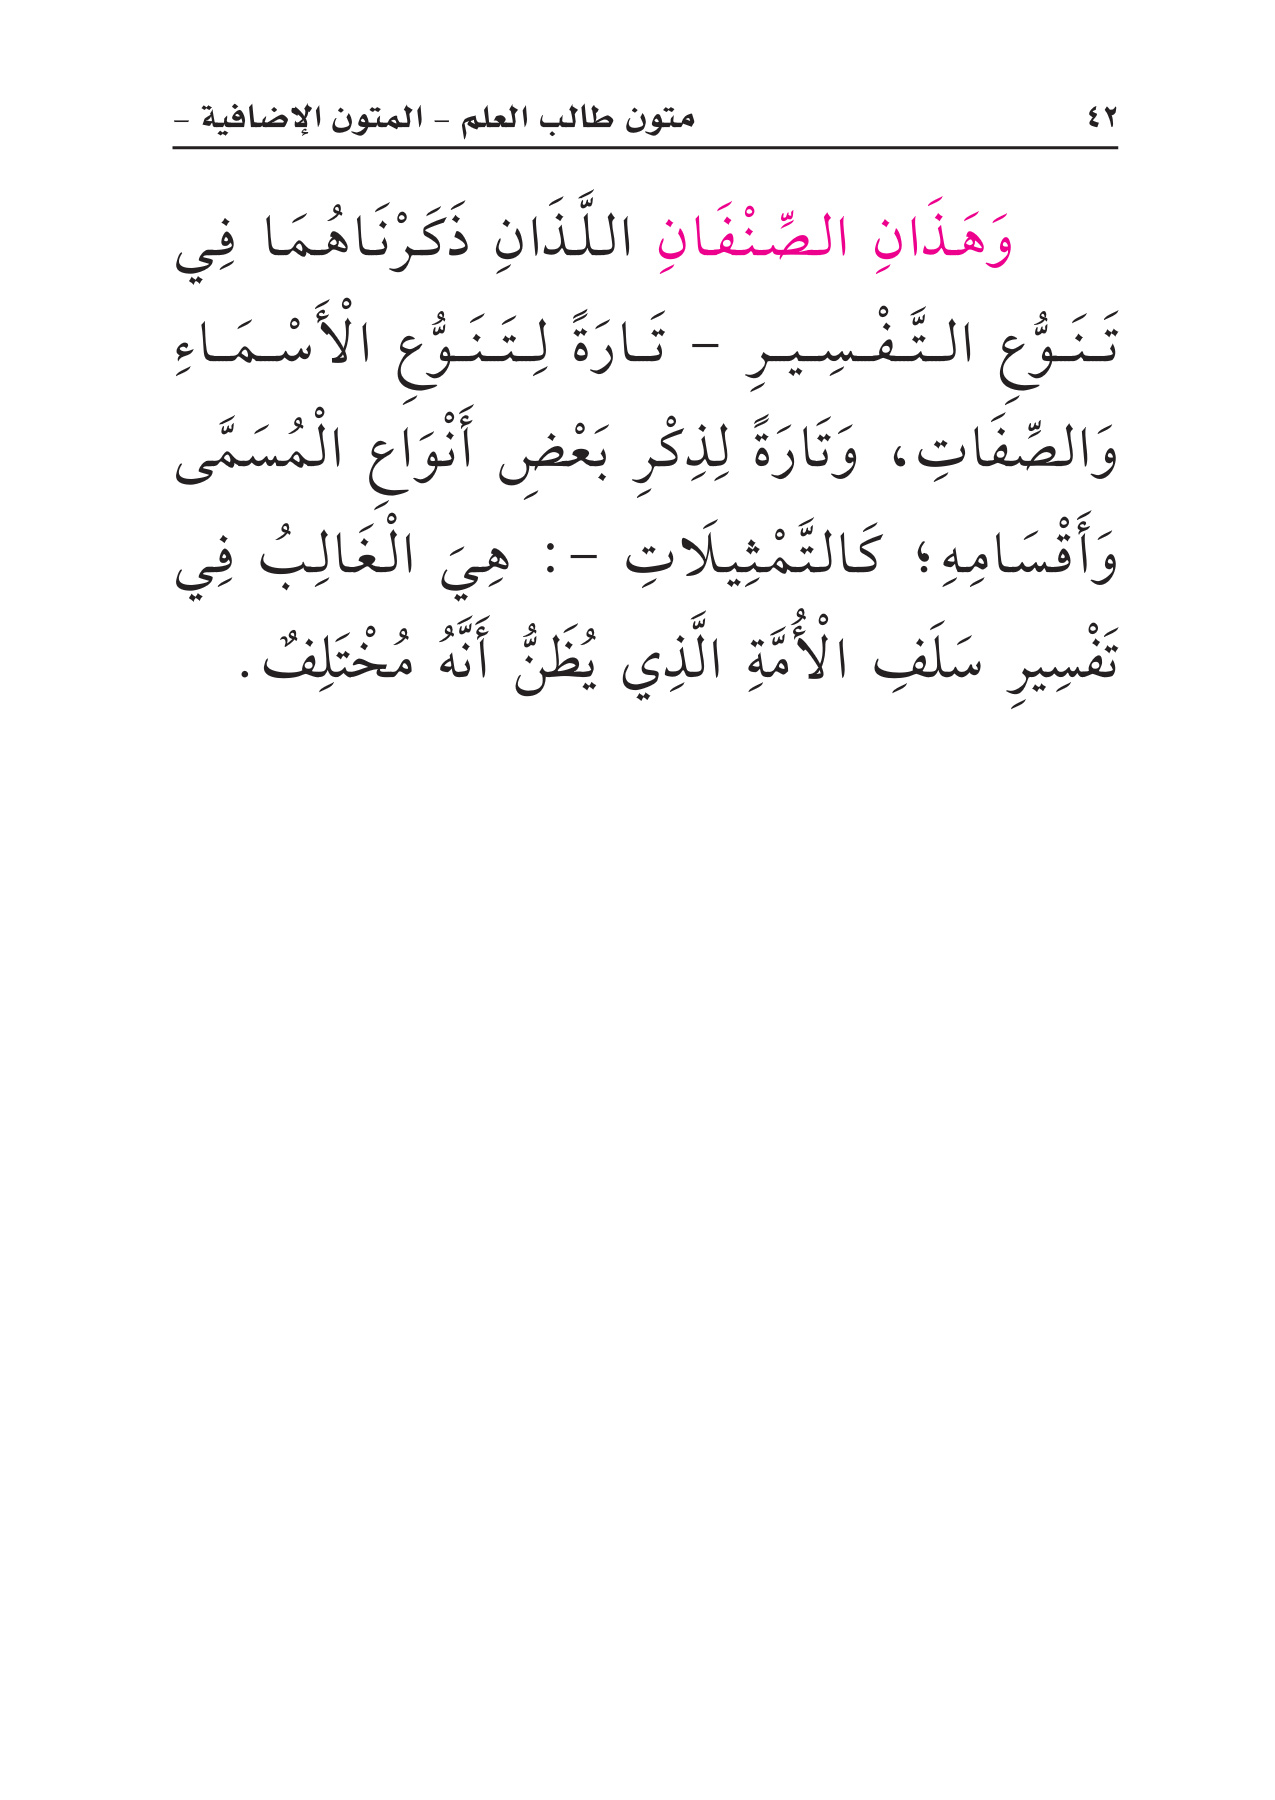 ٤٢ متون طالب العلم – المتون الإضافية –
وَهَذَانِ الصِّنْفَانِ اللَّذَانِ ذَكَرْنَاهُمَا فِي
تَنَوُّعِ التَّفْسِيرِ – تَارَةً لِتَنَوُّعِ الْأَسْمَاءِ
وَالصِّفَاتِ، وَتَارَةً لِذِكْرِ بَعْضِ أَنْوَاعِ الْمُسَمَّى
وَأَقْسَامِهِ؛ كَالتَّمْثِيلَاتِ –: هِيَ الْغَالِبُ فِي
تَفْسِيرِ سَلَفِ الْأُمَّةِ الَّذِي يُظَنُّ أَنَّهُ مُخْتَلِفٌ.